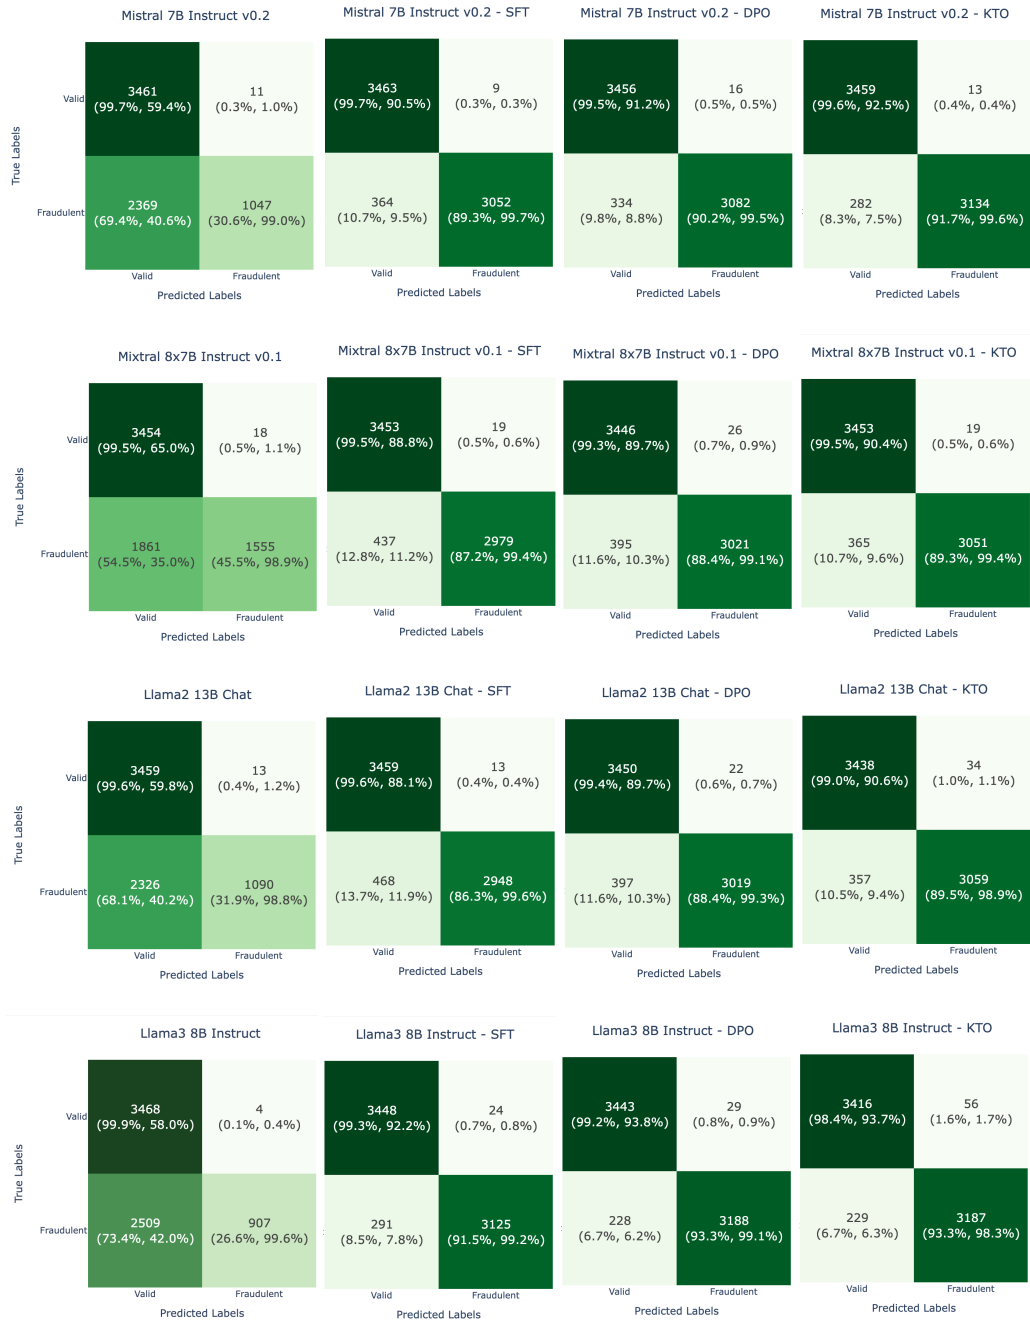 Mistral 7B Instruct v0.2
Mistral 7B Instruct v0.2 - SFT
Mistral 7B Instruct v0.2 - DPO
Mistral 7B Instruct v0.2 - KTO
True Labels
Valid
3461
(99.7%, 59.4%)
11
(0.3%, 1.0%)
3463
(99.7%, 90.5%)
9
(0.3%, 0.3%)
3456
(99.5%, 91.2%)
16
(0.5%, 0.5%)
3459
(99.6%, 92.5%)
13
(0.4%, 0.4%)
Fraudulent
2369
(69.4%, 40.6%)
1047
(30.6%, 99.0%)
364
(10.7%, 9.5%)
3052
(89.3%, 99.7%)
334
(9.8%, 8.8%)
3082
(90.2%, 99.5%)
282
(8.3%, 7.5%)
3134
(91.7%, 99.6%)
Valid
Fraudulent
Valid
Fraudulent
Valid
Fraudulent
Valid
Fraudulent
Predicted Labels
Predicted Labels
Predicted Labels
Predicted Labels
Mixtral 8x7B Instruct v0.1
Mixtral 8x7B Instruct v0.1 - SFT
Mixtral 8x7B Instruct v0.1 - DPO
Mixtral 8x7B Instruct v0.1 - KTO
True Labels
Valid
3454
(99.5%, 65.0%)
18
(0.5%, 1.1%)
3453
(99.5%, 88.8%)
19
(0.5%, 0.6%)
3446
(99.3%, 89.7%)
26
(0.7%, 0.9%)
3453
(99.5%, 90.4%)
19
(0.5%, 0.6%)
Fraudulent
1861
(54.5%, 35.0%)
1555
(45.5%, 98.9%)
437
(12.8%, 11.2%)
2979
(87.2%, 99.4%)
395
(11.6%, 10.3%)
3021
(88.4%, 99.1%)
365
(10.7%, 9.6%)
3051
(89.3%, 99.4%)
Valid
Fraudulent
Valid
Fraudulent
Valid
Fraudulent
Valid
Fraudulent
Predicted Labels
Predicted Labels
Predicted Labels
Predicted Labels
Llama2 13B Chat
Llama2 13B Chat - SFT
Llama2 13B Chat - DPO
Llama2 13B Chat - KTO
True Labels
Valid
3459
(99.6%, 59.8%)
13
(0.4%, 1.2%)
3459
(99.6%, 88.1%)
13
(0.4%, 0.4%)
3450
(99.4%, 89.7%)
22
(0.6%, 0.7%)
3438
(99.0%, 90.6%)
34
(1.0%, 1.1%)
Fraudulent
2326
(68.1%, 40.2%)
1090
(31.9%, 98.8%)
468
(13.7%, 11.9%)
2948
(86.3%, 99.6%)
397
(11.6%, 10.3%)
3019
(88.4%, 99.3%)
357
(10.5%, 9.4%)
3059
(89.5%, 98.9%)
Valid
Fraudulent
Valid
Fraudulent
Valid
Fraudulent
Valid
Fraudulent
Predicted Labels
Predicted Labels
Predicted Labels
Predicted Labels
Llama3 8B Instruct
Llama3 8B Instruct - SFT
Llama3 8B Instruct - DPO
Llama3 8B Instruct - KTO
True Labels
Valid
3468
(99.9%, 58.0%)
4
(0.1%, 0.4%)
3448
(99.3%, 92.2%)
24
(0.7%, 0.8%)
3443
(99.2%, 93.8%)
29
(0.8%, 0.9%)
3416
(98.4%, 93.7%)
56
(1.6%, 1.7%)
Fraudulent
2509
(73.4%, 42.0%)
907
(26.6%, 99.6%)
291
(8.5%, 7.8%)
3125
(91.5%, 99.2%)
228
(6.7%, 6.2%)
3188
(93.3%, 99.1%)
229
(6.7%, 6.3%)
3187
(93.3%, 98.3%)
Valid
Fraudulent
Valid
Fraudulent
Valid
Fraudulent
Valid
Fraudulent
Predicted Labels
Predicted Labels
Predicted Labels
Predicted Labels